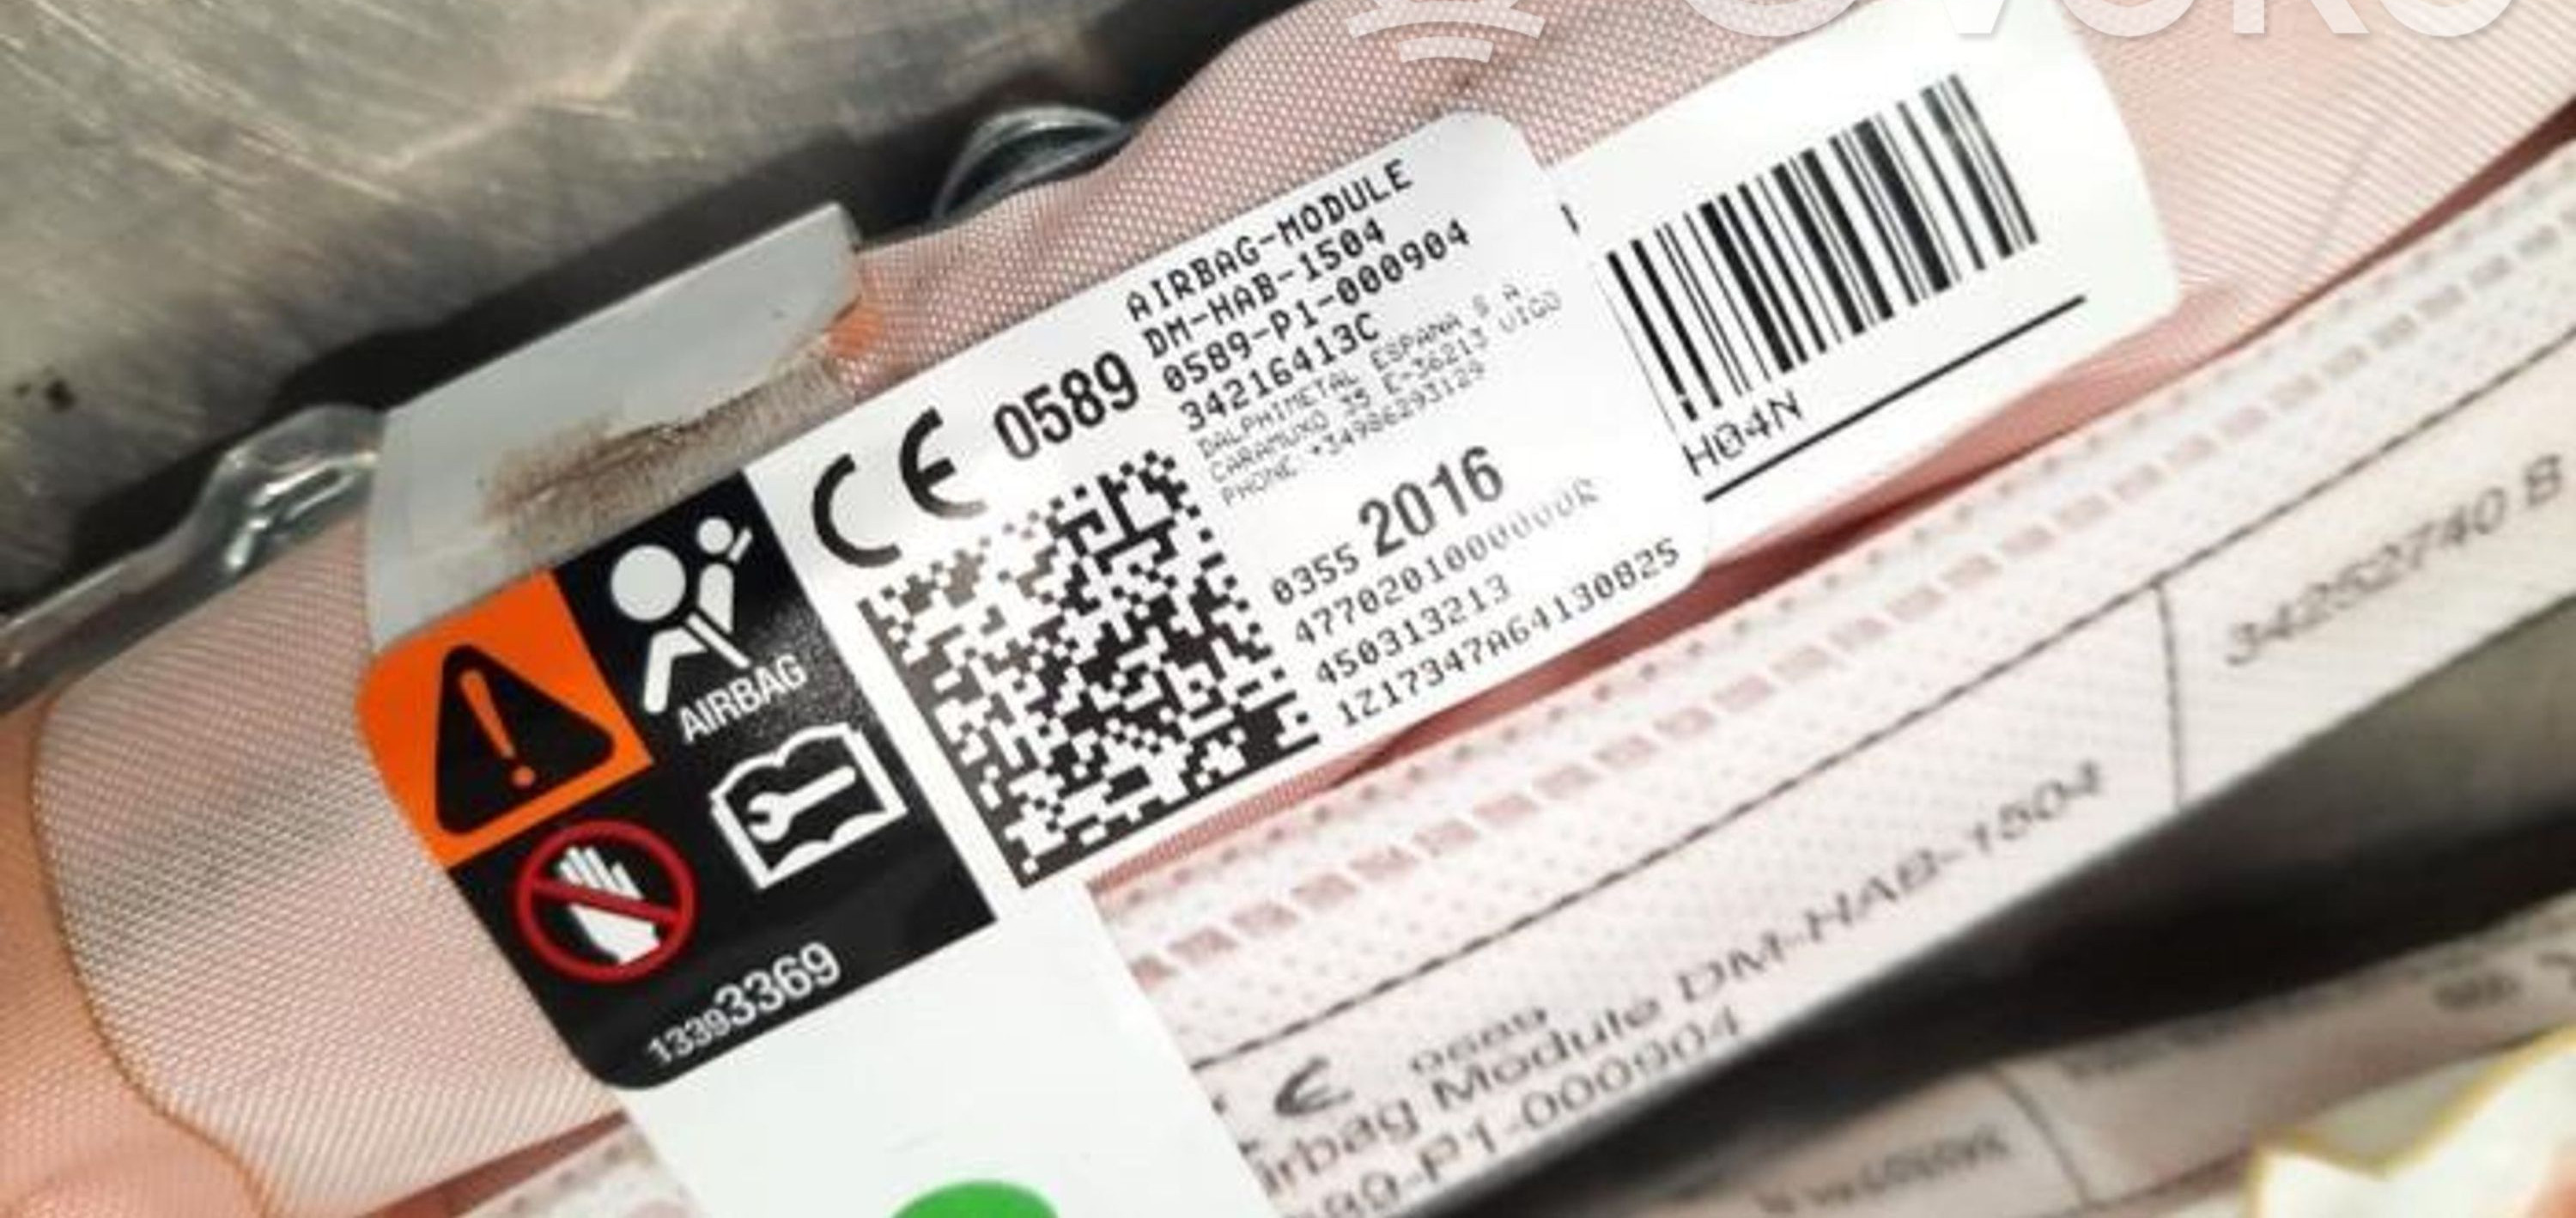 AIRBAG-MODULE
DM-HAB-1504
0589-P1-000904
34216413C
DALPHIMETAL ESPANA S.A.
CARAMUXO 35 E-36213 VIGO
PHONE +34986293129
CE 0589
0355 2016
450313213
1Z17347A64130825
H04N
AIRBAG
13393369
34252740 B
0589
Airbag Module DM-HAB-1504
589-P1-000904